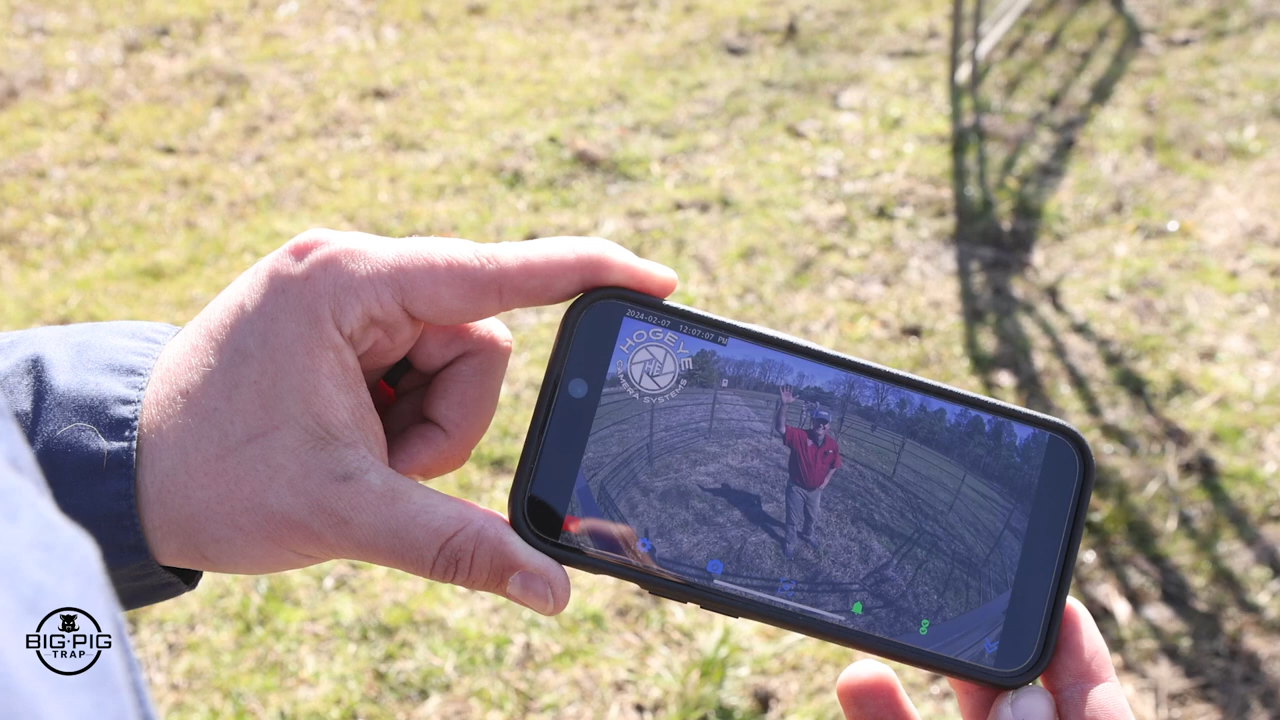 2024-02-07 12:07:07 PM
HOGEYE
CAMERA SYSTEMS
BIG PIG
TRAP